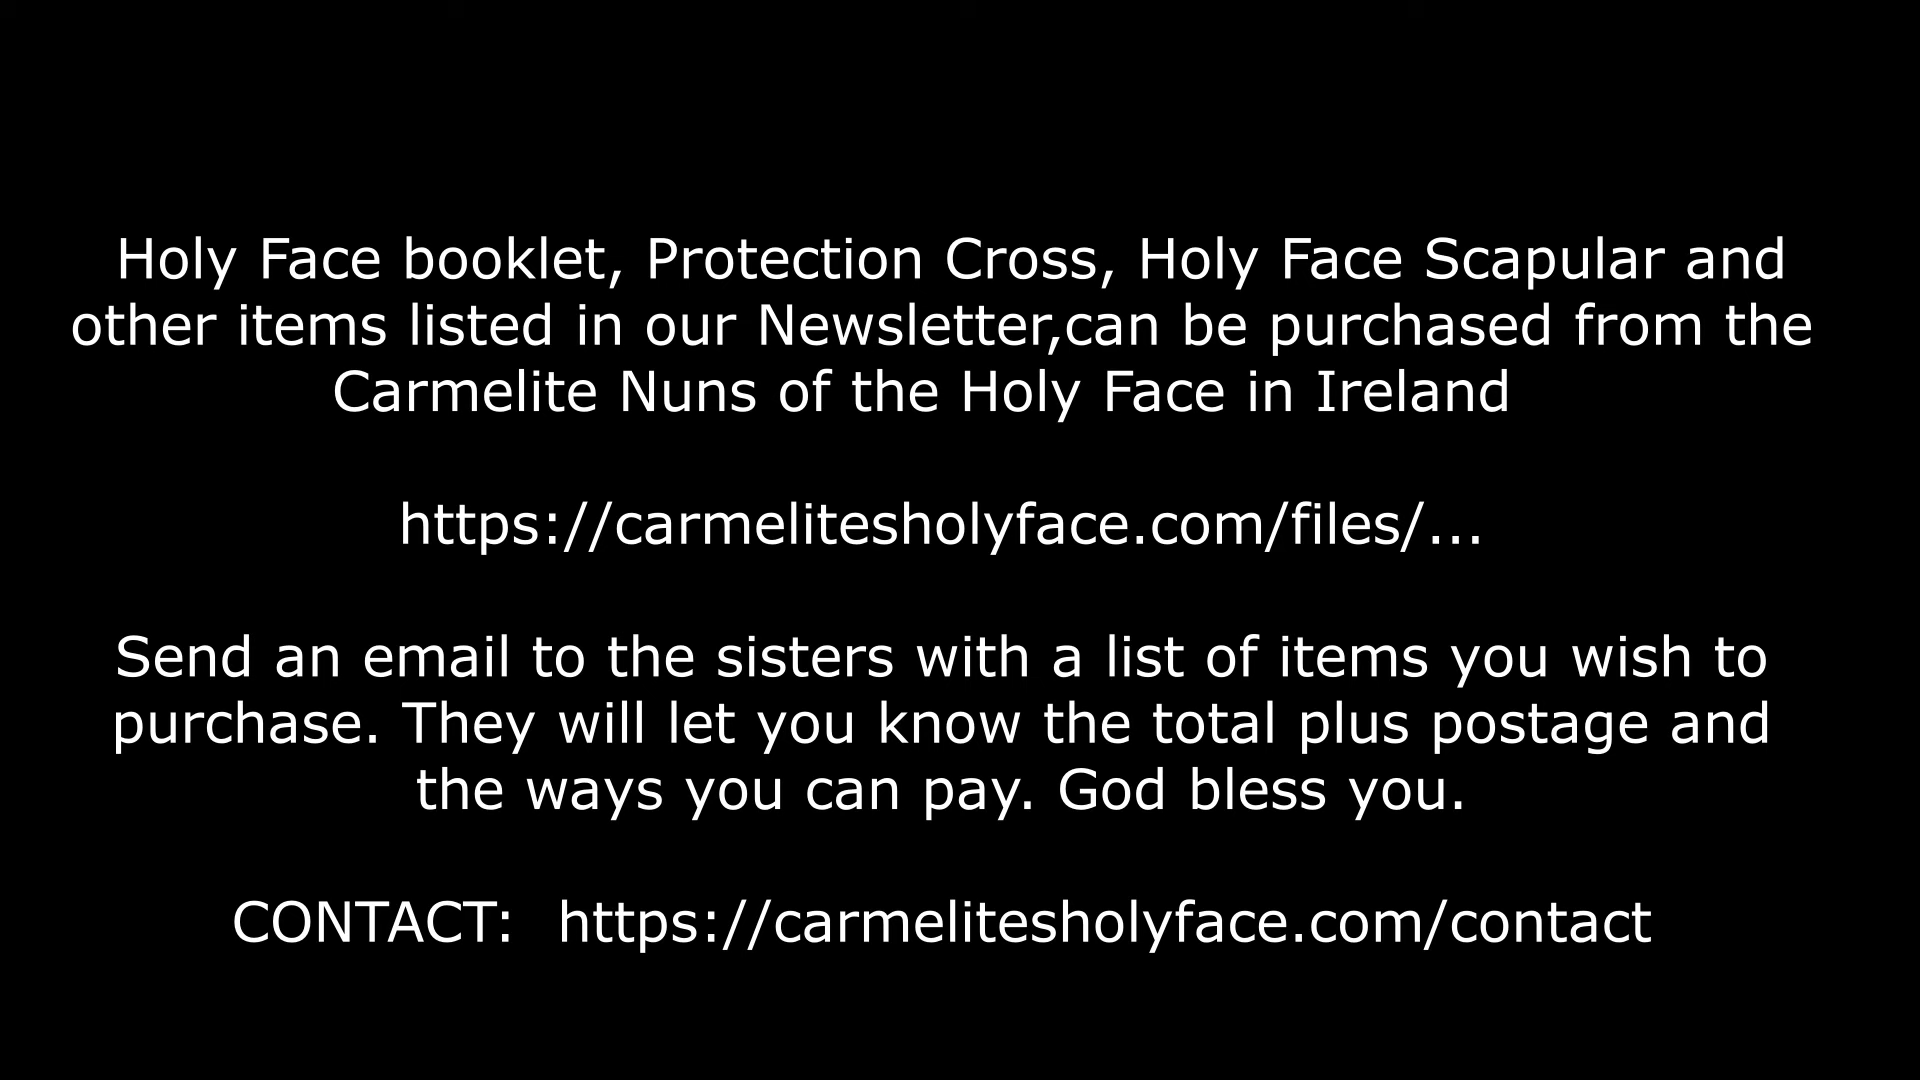 Holy Face booklet, Protection Cross, Holy Face Scapular and
other items listed in our Newsletter,can be purchased from the
Carmelite Nuns of the Holy Face in Ireland
https://carmelitesholyface.com/files/...
Send an email to the sisters with a list of items you wish to
purchase. They will let you know the total plus postage and
the ways you can pay. God bless you.
CONTACT:  https://carmelitesholyface.com/contact